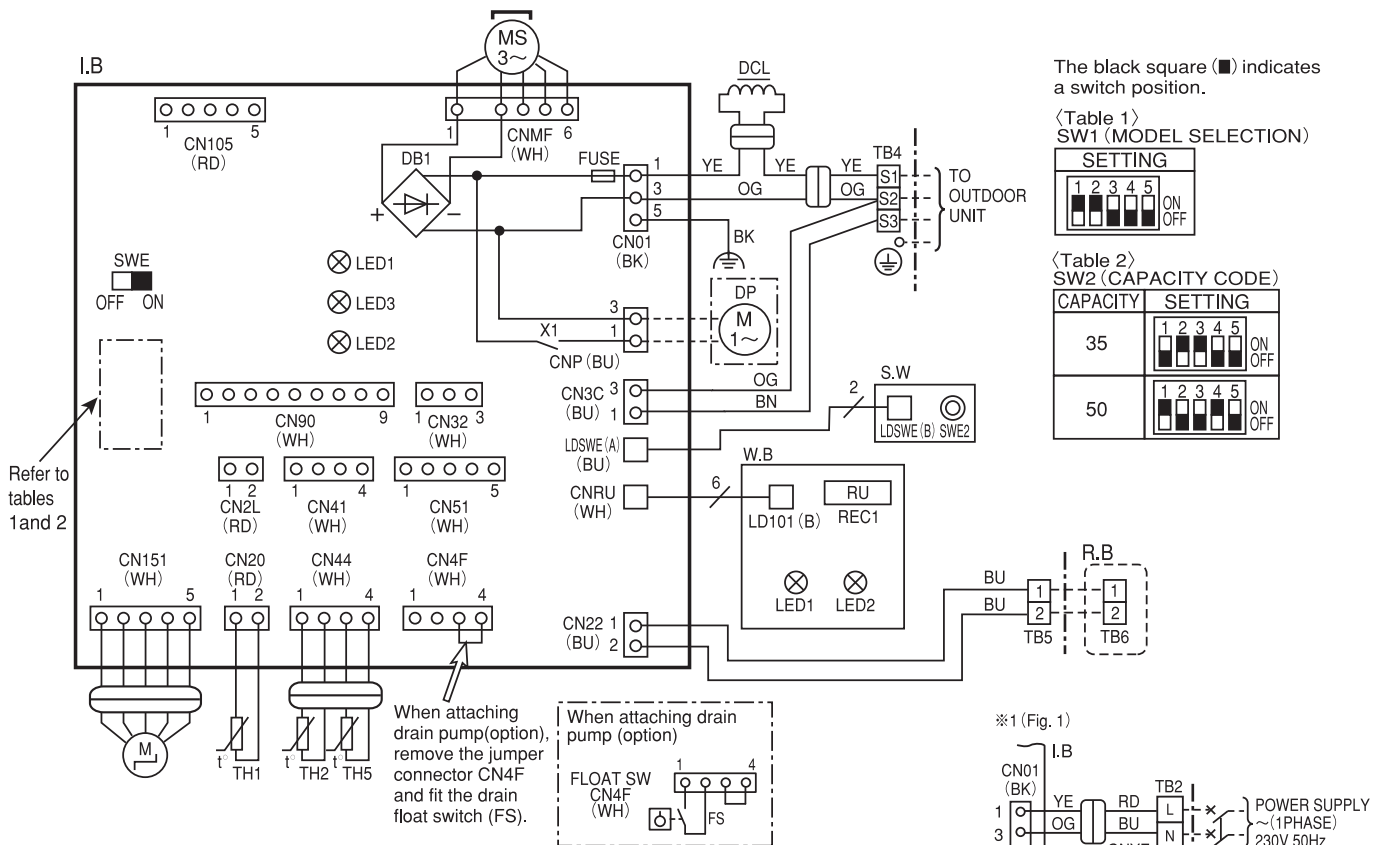 MS
3～
I.B
1 5
CN105
(RD)
1 6
CNMF
(WH)
DB1
+ −
FUSE
1
3
5
CN01
(BK)
DCL
YE YE YE
OG OG
BK
TB4
S1
S2
S3
TO
OUTDOOR
UNIT
The black square (■) indicates
a switch position.
〈Table 1〉
SW1 (MODEL SELECTION)
SETTING
1 2 3 4 5
ON
OFF
〈Table 2〉
SW2 (CAPACITY CODE)
CAPACITY SETTING
35
1 2 3 4 5
ON
OFF
50
1 2 3 4 5
ON
OFF
SWE
OFF ON
LED1
LED3
LED2
3
1
X1
CNP (BU)
DP
M
1～
Refer to
tables
1and 2
1 9
CN90
(WH)
1 3
CN32
(WH)
CN3C 3
(BU) 1
OG
BN
LDSWE (A)
(BU)
2
S.W
LDSWE (B) SWE2
CNRU
(WH)
6
W.B
LD101 (B)
RU
REC1
LED1 LED2
1 2
CN2L
(RD)
1 4
CN41
(WH)
1 5
CN51
(WH)
CN151
(WH)
1 5
CN20
(RD)
1 2
CN44
(WH)
1 4
CN4F
(WH)
1 4
CN22 1
(BU) 2
BU
BU
1
2
TB5
R.B
1
2
TB6
M
t° TH1
t° TH2 t° TH5
When attaching
drain pump(option),
remove the jumper
connector CN4F
and fit the drain
float switch (FS).
When attaching drain
pump (option)
FLOAT SW
CN4F
(WH)
1 4
FS
※1 (Fig. 1)
I.B
CN01
(BK)
1
3
YE
OG
RD
BU
TB2
L
N
POWER SUPPLY
～(1PHASE)
230V 50Hz